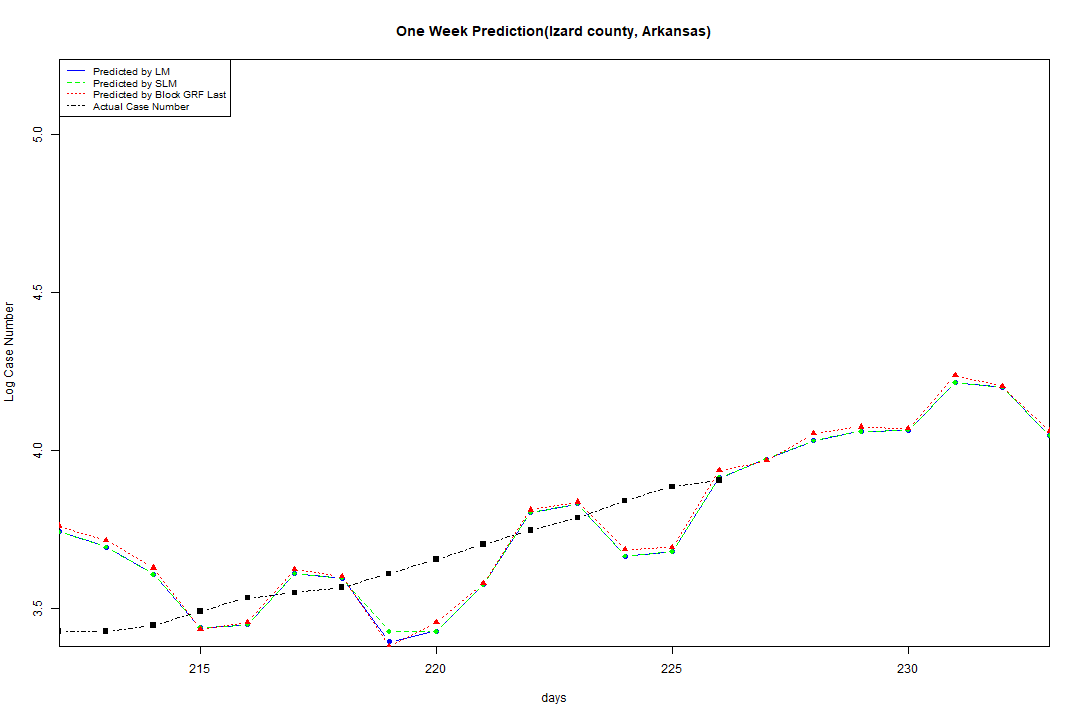 One Week Prediction(Izard county, Arkansas)
Predicted by LM
Predicted by SLM
Predicted by Block GRF Last
Actual Case Number
5.0
4.5
4.0
3.5
Log Case Number
215
220
225
230
days